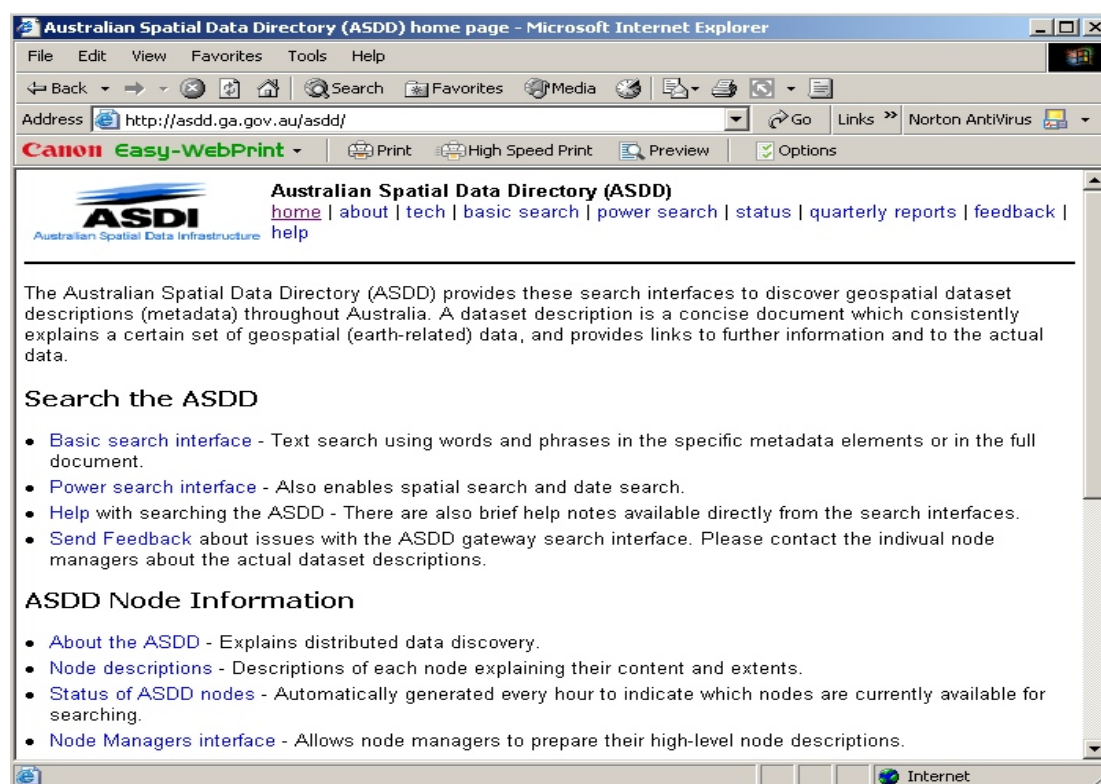 Australian Spatial Data Directory (ASDD) home page - Microsoft Internet Explorer
File Edit View Favorites Tools Help
Back Search Favorites Media
Address http://asdd.ga.gov.au/asdd/ Go Links » Norton AntiVirus
Canon Easy-WebPrint Print High Speed Print Preview Options
Australian Spatial Data Directory (ASDD)
home | about | tech | basic search | power search | status | quarterly reports | feedback |
help
ASDI
Australian Spatial Data Infrastructure
The Australian Spatial Data Directory (ASDD) provides these search interfaces to discover geospatial dataset
descriptions (metadata) throughout Australia. A dataset description is a concise document which consistently
explains a certain set of geospatial (earth-related) data, and provides links to further information and to the actual
data.
Search the ASDD
• Basic search interface - Text search using words and phrases in the specific metadata elements or in the full
document.
• Power search interface - Also enables spatial search and date search.
• Help with searching the ASDD - There are also brief help notes available directly from the search interfaces.
• Send Feedback about issues with the ASDD gateway search interface. Please contact the indivual node
managers about the actual dataset descriptions.
ASDD Node Information
• About the ASDD - Explains distributed data discovery.
• Node descriptions - Descriptions of each node explaining their content and extents.
• Status of ASDD nodes - Automatically generated every hour to indicate which nodes are currently available for
searching.
• Node Managers interface - Allows node managers to prepare their high-level node descriptions.
Internet